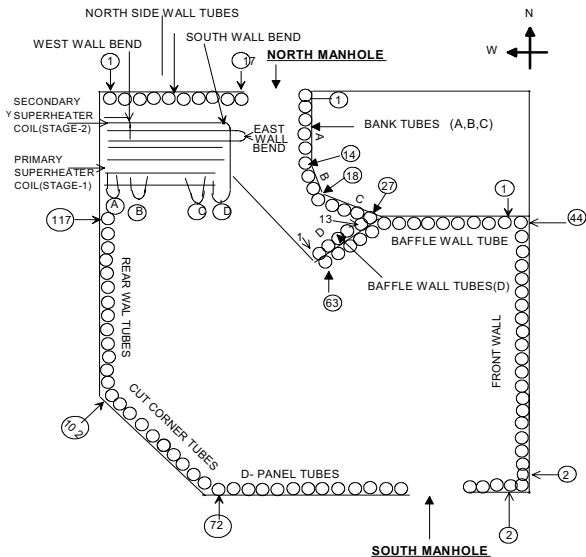 NORTH SIDE WALL TUBES
WEST WALL BEND
SOUTH WALL BEND
NORTH MANHOLE
N
W
1
17
SECONDARY
Y SUPERHEATER
COIL(STAGE-2)
EAST
WALL
BEND
PRIMARY
SUPERHEATER
COIL(STAGE-1)
1
BANK TUBES (A,B,C)
A
14
B
18
C
27
13
1
44
A
B
C
D
117
1
D
BAFFLE WALL TUBE
63
BAFFLE WALL TUBES(D)
REAR WAL TUBES
FRONT WALL
CUT CORNER TUBES
10 2
D- PANEL TUBES
72
2
2
SOUTH MANHOLE